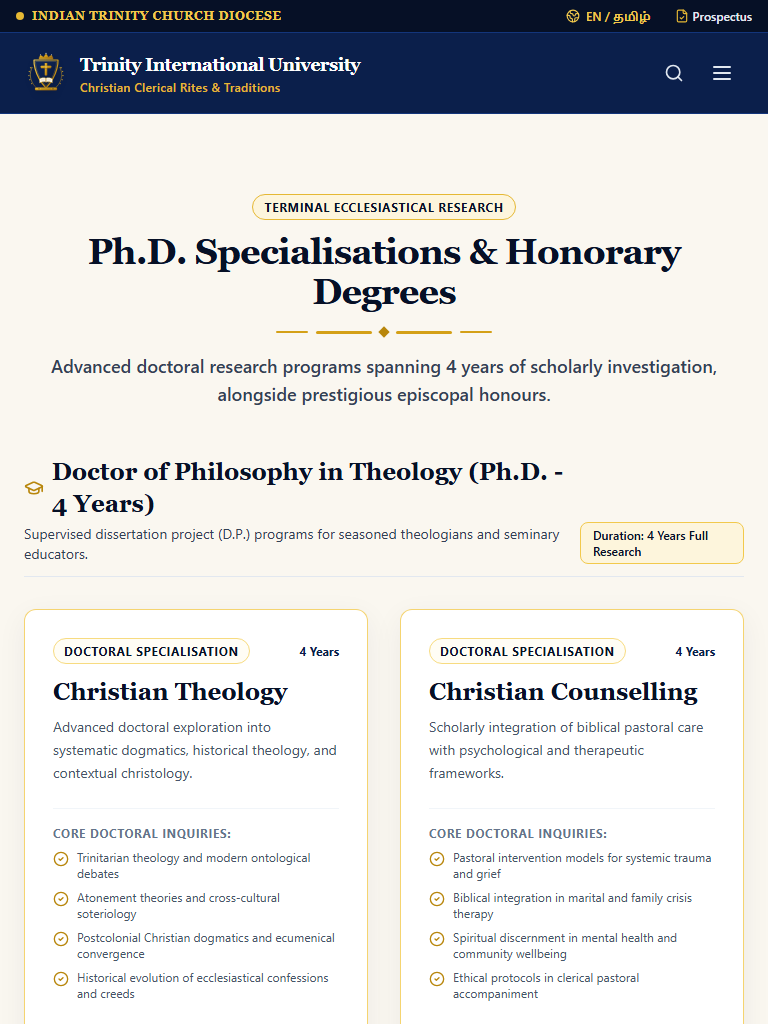 INDIAN TRINITY CHURCH DIOCESE
EN / தமிழ்
Prospectus
Trinity International University
Christian Clerical Rites & Traditions
TERMINAL ECCLESIASTICAL RESEARCH
Ph.D. Specialisations & Honorary
Degrees
Advanced doctoral research programs spanning 4 years of scholarly investigation,
alongside prestigious episcopal honours.
Doctor of Philosophy in Theology (Ph.D. -
4 Years)
Supervised dissertation project (D.P.) programs for seasoned theologians and seminary
educators.
Duration: 4 Years Full
Research
DOCTORAL SPECIALISATION
4 Years
Christian Theology
Advanced doctoral exploration into
systematic dogmatics, historical theology, and
contextual christology.
CORE DOCTORAL INQUIRIES:
Trinitarian theology and modern ontological
debates
Atonement theories and cross-cultural
soteriology
Postcolonial Christian dogmatics and ecumenical
convergence
Historical evolution of ecclesiastical confessions
and creeds
DOCTORAL SPECIALISATION
4 Years
Christian Counselling
Scholarly integration of biblical pastoral care
with psychological and therapeutic
frameworks.
CORE DOCTORAL INQUIRIES:
Pastoral intervention models for systemic trauma
and grief
Biblical integration in marital and family crisis
therapy
Spiritual discernment in mental health and
community wellbeing
Ethical protocols in clerical pastoral
accompaniment